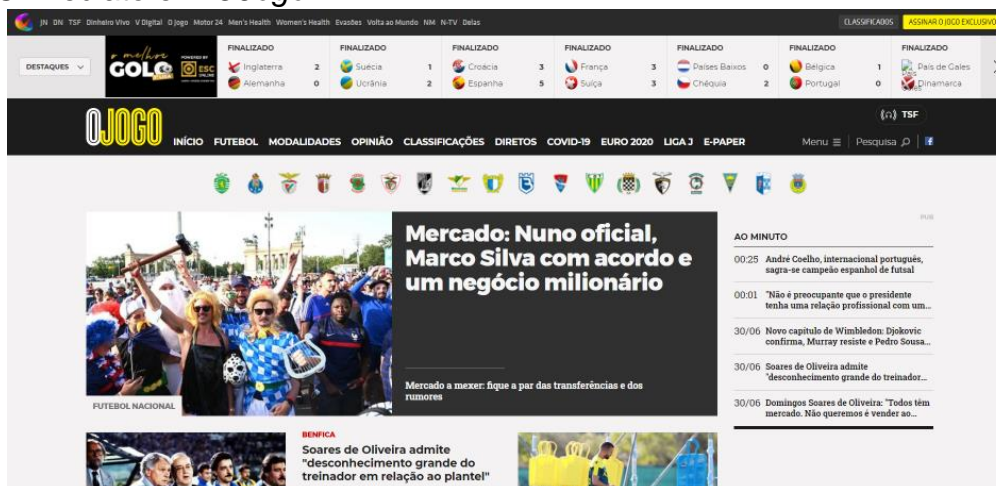 JN DN TSF Dinheiro Vivo V Digital O Jogo Motor 24 Men's Health Women's Health Evasões Volta ao Mundo NM N-TV Delas
CLASSIFICADOS
ASSINAR O JOGO EXCLUSIVO
DESTAQUES
o melhor
GOLO
POWERED BY
ESC
ONLINE
FINALIZADO
Inglaterra 2
Alemanha 0
FINALIZADO
Suécia 1
Ucrânia 2
FINALIZADO
Croácia 3
Espanha 5
FINALIZADO
França 3
Suíça 3
FINALIZADO
Países Baixos 0
Chéquia 2
FINALIZADO
Bélgica 1
Portugal 0
FINALIZADO
País de Gales
Dinamarca
OJOGO
TSF
INÍCIO FUTEBOL MODALIDADES OPINIÃO CLASSIFICAÇÕES DIRETOS COVID-19 EURO 2020 LIGA J E-PAPER
Menu
Pesquisa
Mercado: Nuno oficial,
Marco Silva com acordo e
um negócio milionário
Mercado a mexer: fique a par das transferências e dos
rumores
FUTEBOL NACIONAL
PUB
AO MINUTO
00:25 André Coelho, internacional português,
sagra-se campeão espanhol de futsal
00:01 "Não é preocupante que o presidente
tenha uma relação profissional com um...
30/06 Novo capítulo de Wimbledon: Djokovic
confirma, Murray resiste e Pedro Sousa...
30/06 Soares de Oliveira admite
"desconhecimento grande do treinador...
30/06 Domingos Soares de Oliveira: "Todos têm
mercado. Não queremos é vender ao...
BENFICA
Soares de Oliveira admite
"desconhecimento grande do
treinador em relação ao plantel"